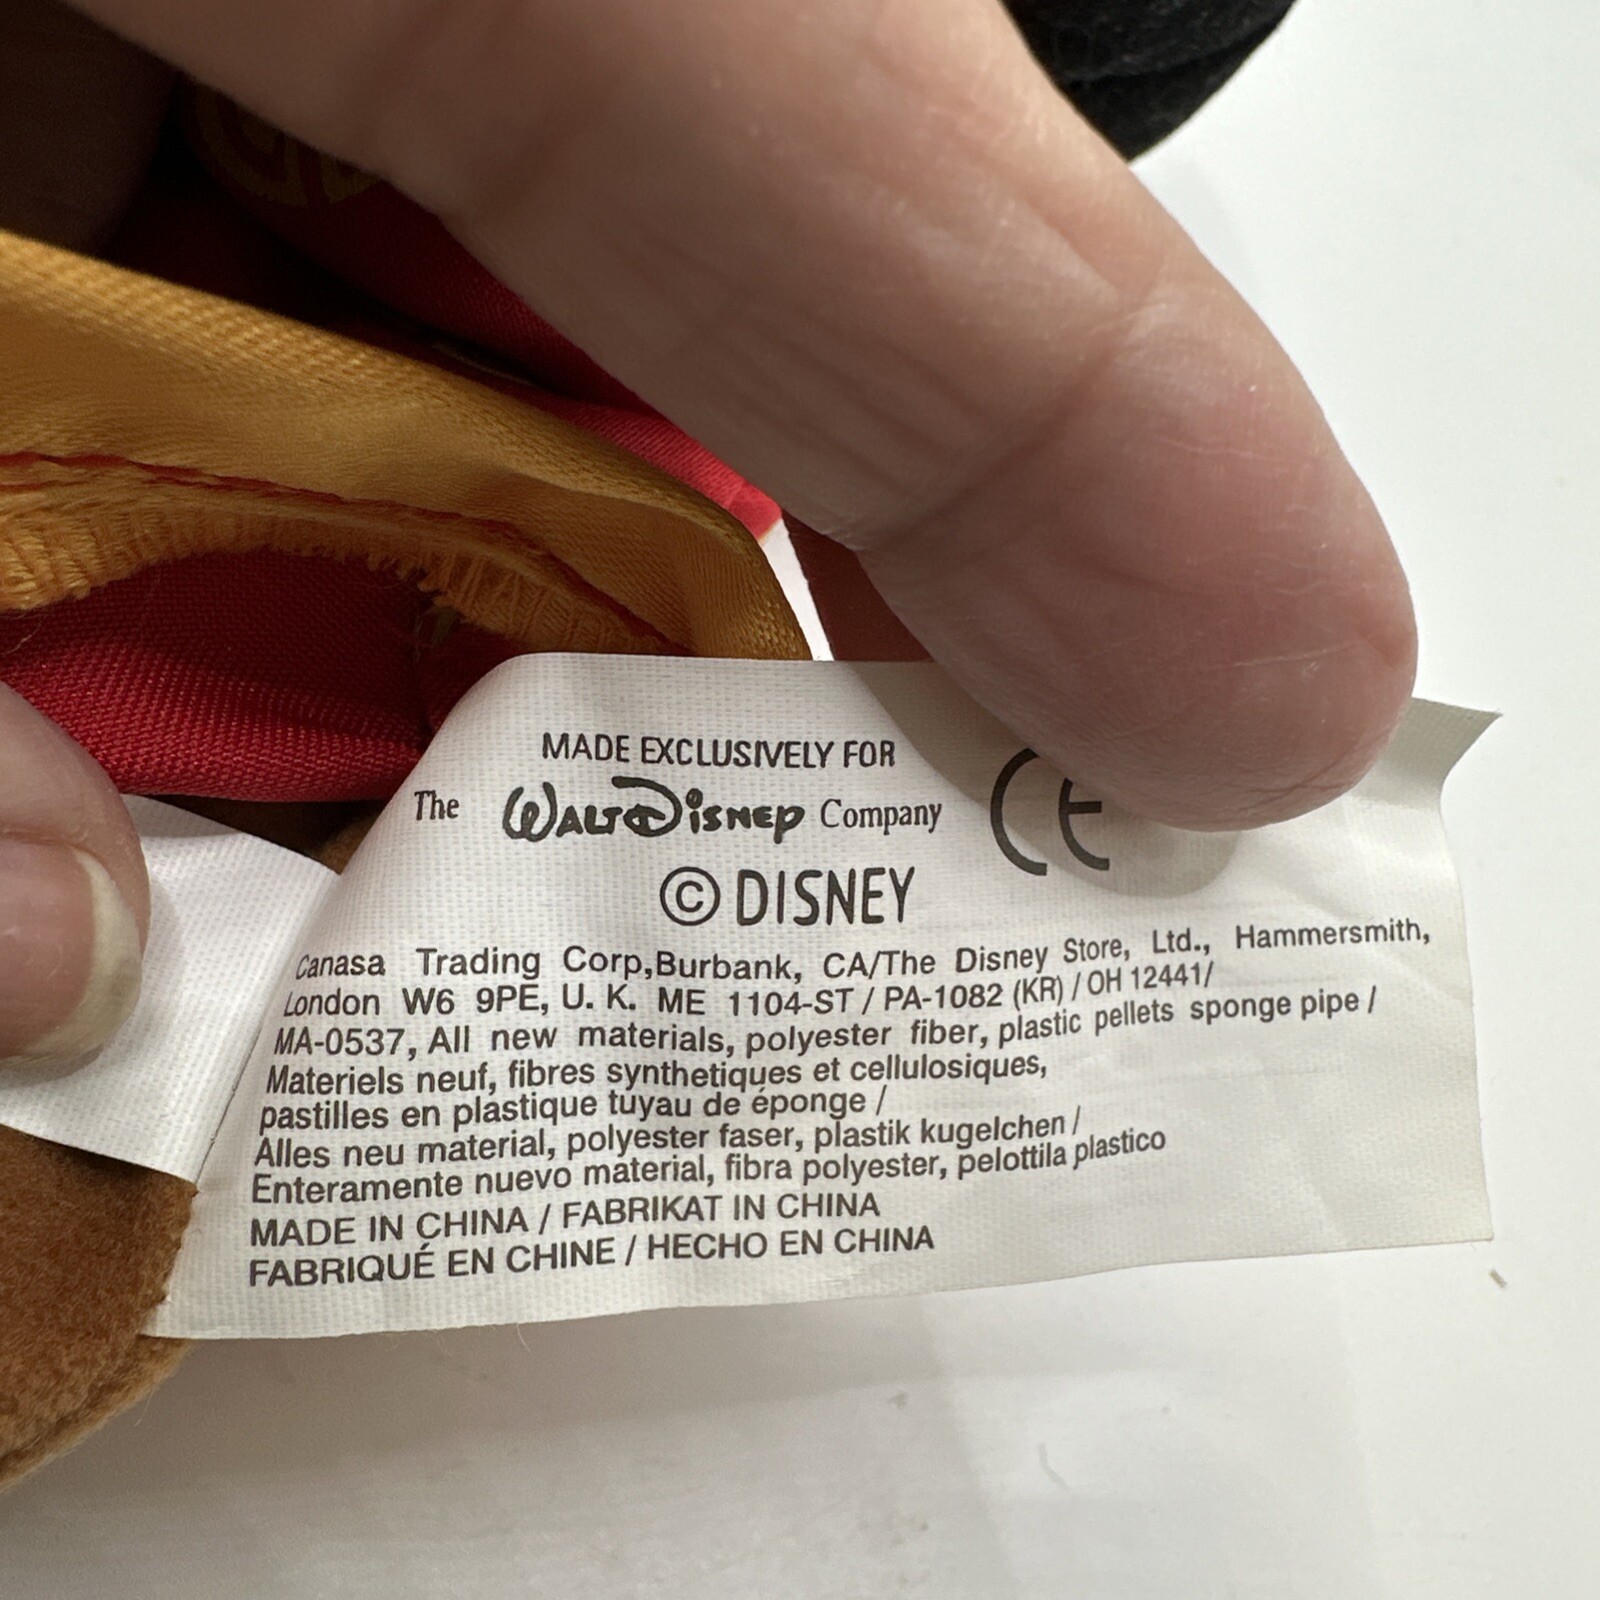 MADE EXCLUSIVELY FOR
The WALT DISNEY Company CE
© DISNEY
Canasa Trading Corp,Burbank, CA/The Disney Store, Ltd., Hammersmith,
London W6 9PE, U. K. ME 1104-ST / PA-1082 (KR) / OH 12441/
MA-0537, All new materials, polyester fiber, plastic pellets sponge pipe /
Materiels neuf, fibres synthetiques et cellulosiques,
pastilles en plastique tuyau de éponge /
Alles neu material, polyester faser, plastik kugelchen /
Enteramente nuevo material, fibra polyester, pelottila plastico
MADE IN CHINA / FABRIKAT IN CHINA
FABRIQUÉ EN CHINE / HECHO EN CHINA